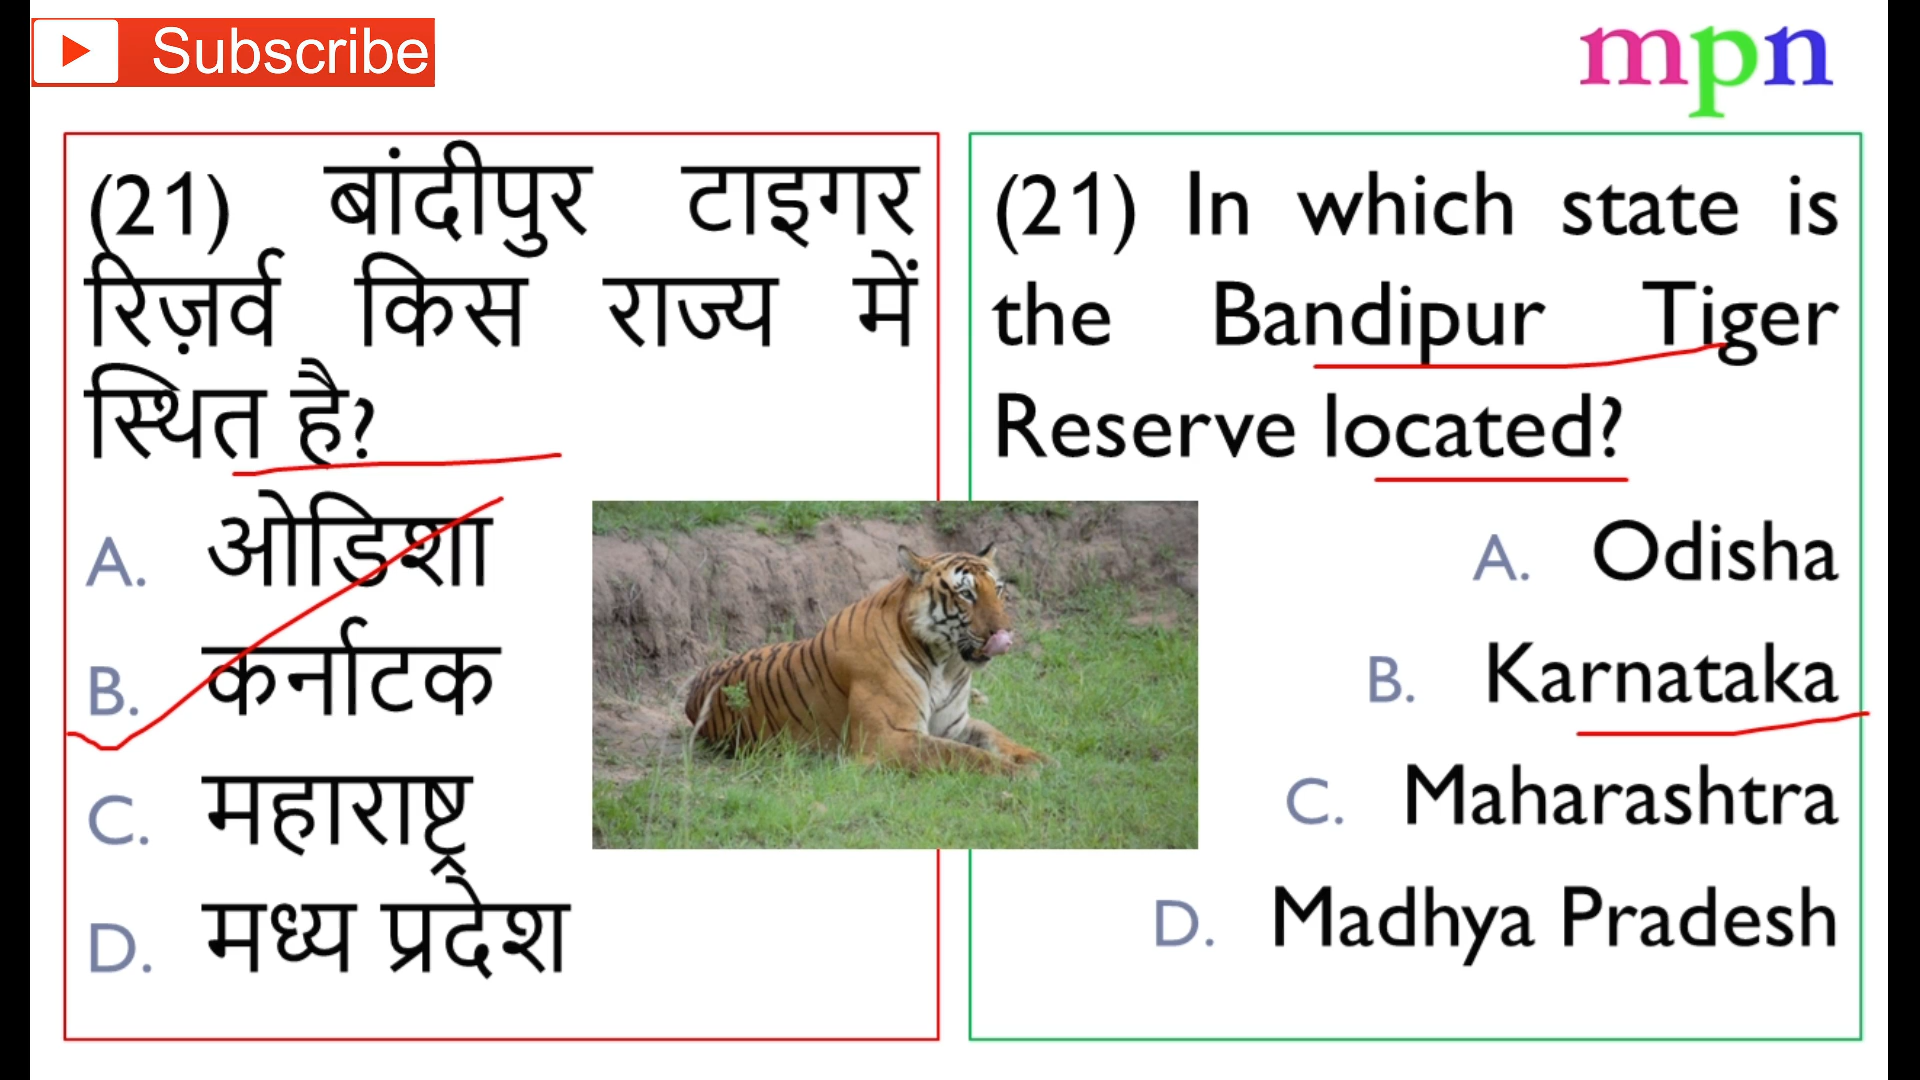 Subscribe
mpn
(21) बांदीपुर टाइगर
रिज़र्व किस राज्य में
स्थित है?
A. ओडिशा
B. कर्नाटक
C. महाराष्ट्र
D. मध्य प्रदेश
(21) In which state is
the Bandipur Tiger
Reserve located?
A. Odisha
B. Karnataka
C. Maharashtra
D. Madhya Pradesh